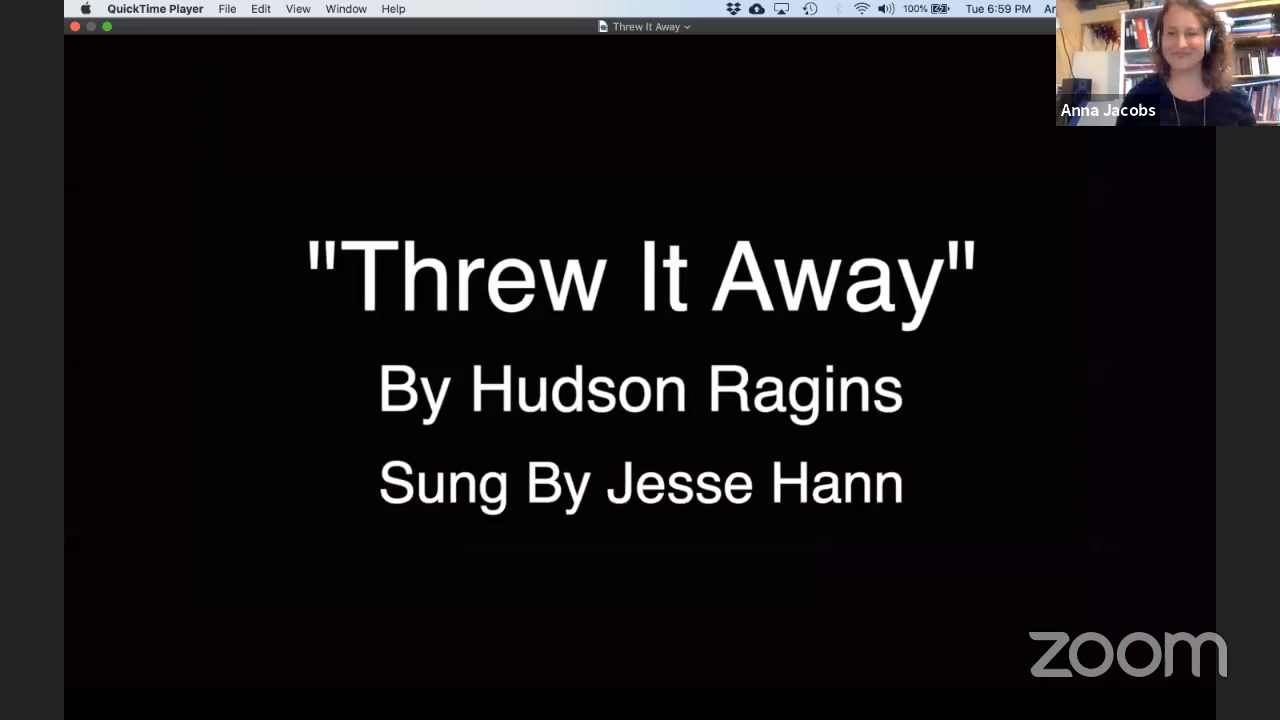 QuickTime Player File Edit View Window Help 100% Tue 6:59 PM
Threw It Away
Anna Jacobs
"Threw It Away"
By Hudson Ragins
Sung By Jesse Hann
zoom